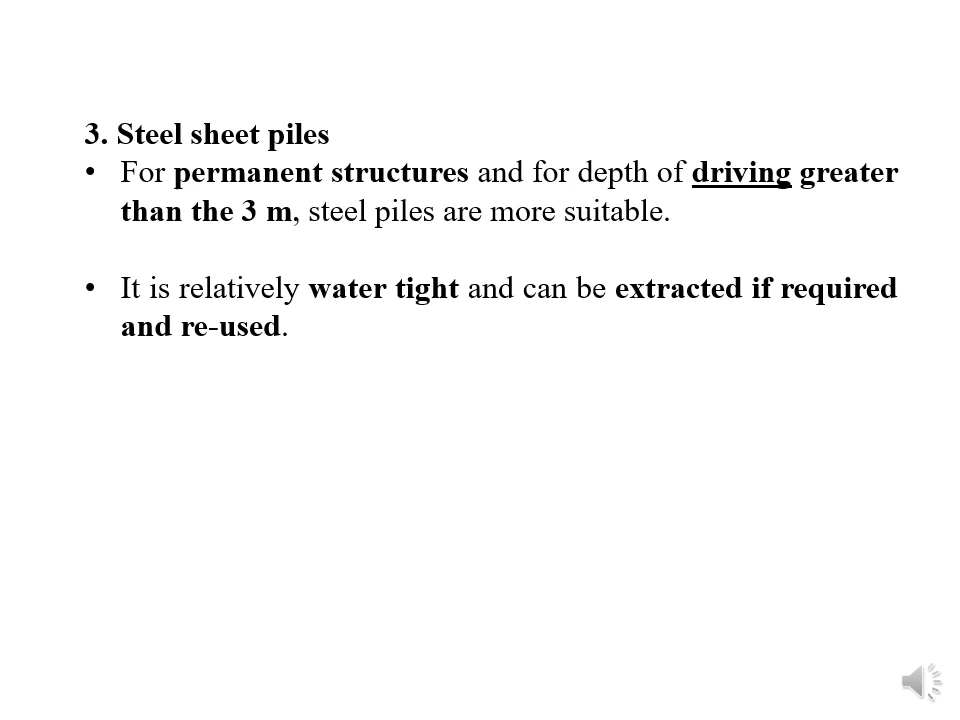 3. Steel sheet piles
• For permanent structures and for depth of driving greater
than the 3 m, steel piles are more suitable.
• It is relatively water tight and can be extracted if required
and re-used.